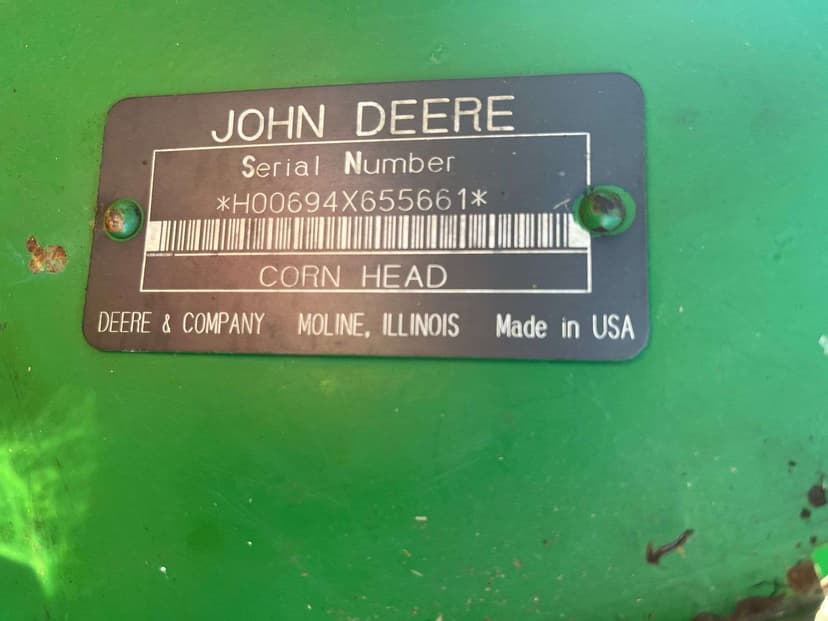 JOHN DEERE
Serial Number
*H00694X655661*
CORN HEAD
DEERE & COMPANY MOLINE, ILLINOIS Made in USA